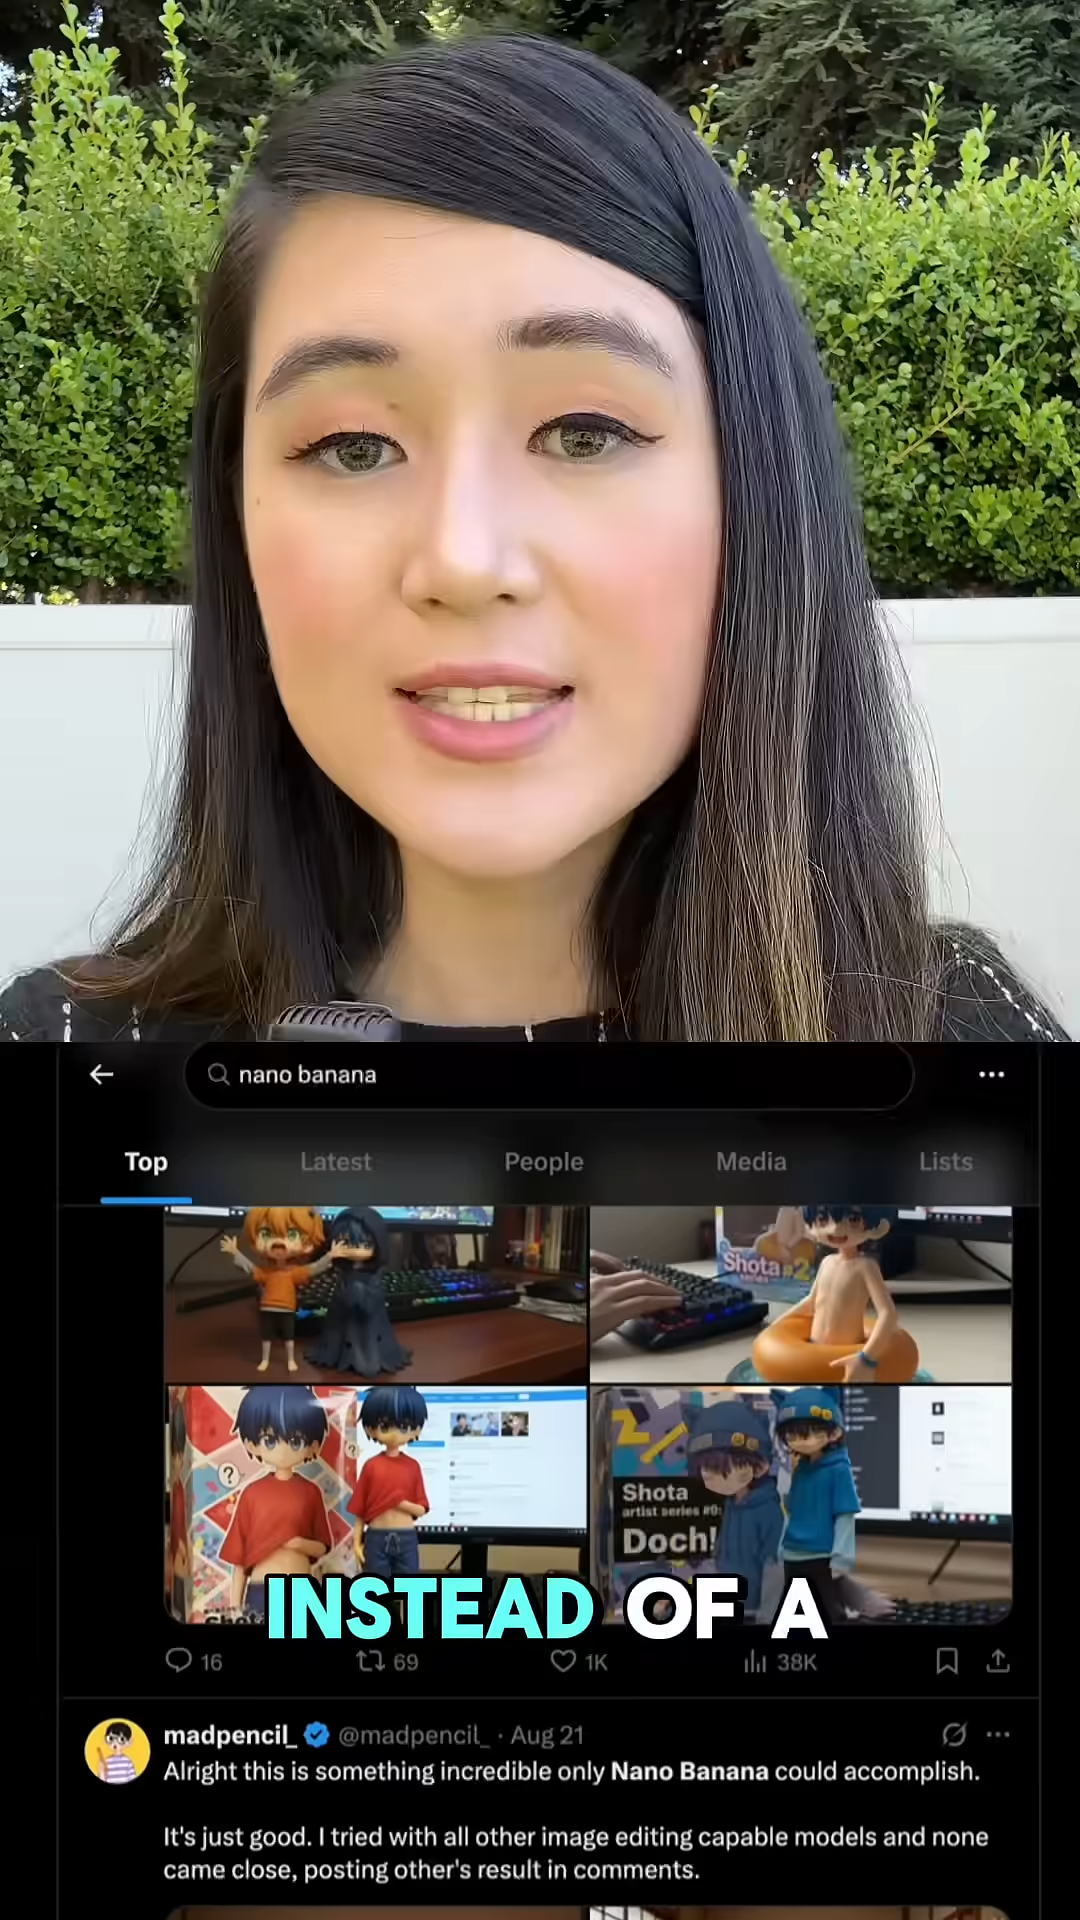 nano banana
Top
Latest
People
Media
Lists
Shota #2
series
?
?
Shota
artist series #0:
Doch!
INSTEAD OF A
16
69
1K
38K
madpencil_ @madpencil_ · Aug 21
Alright this is something incredible only Nano Banana could accomplish.
It's just good. I tried with all other image editing capable models and none
came close, posting other's result in comments.